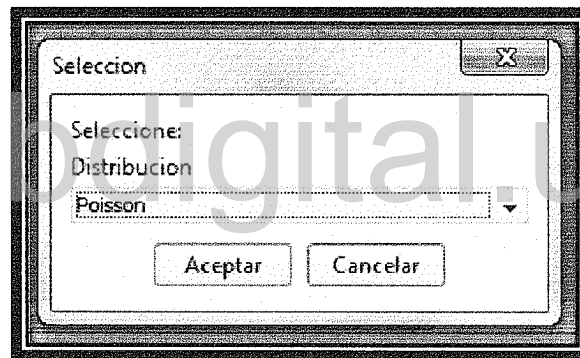 Seleccion
Seleccione:
Distribucion
Poisson
Aceptar Cancelar
bdigital.u